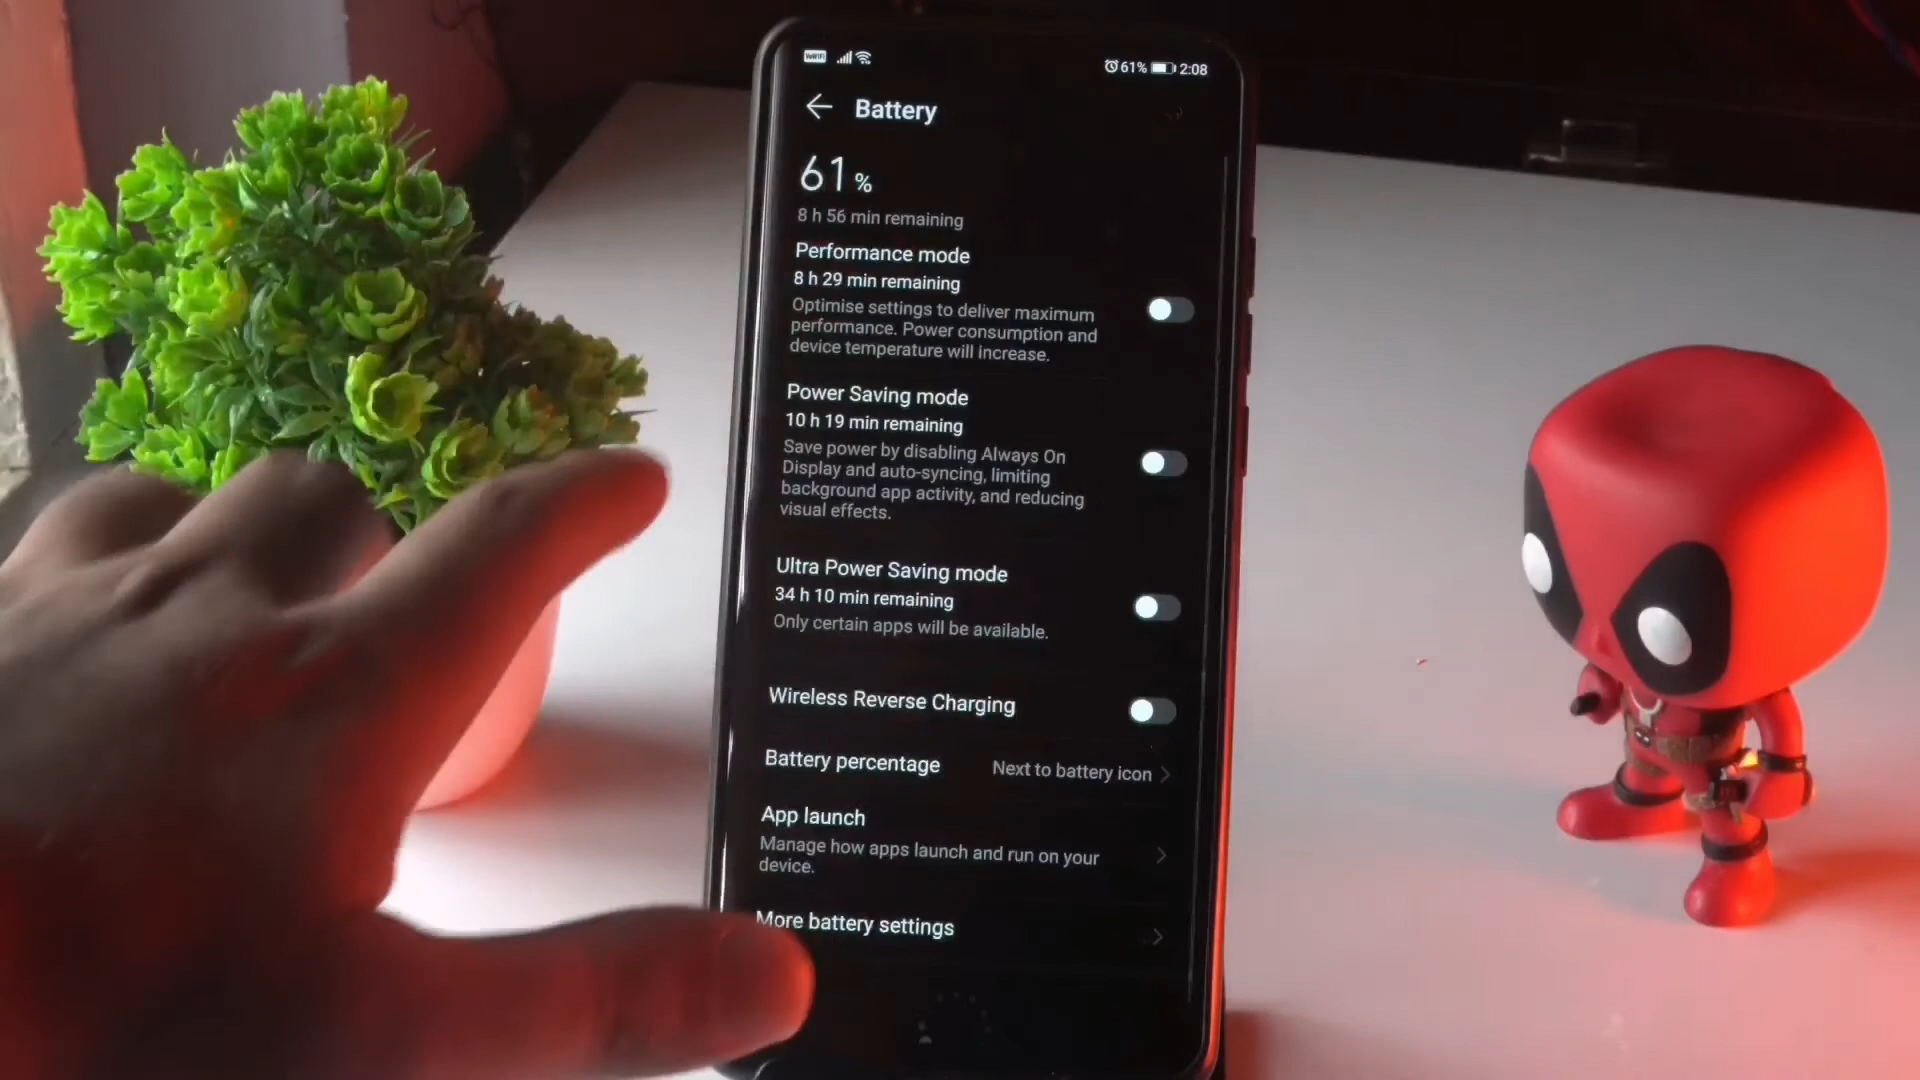 VoWiFi
61% 2:08
Battery
61%
8 h 56 min remaining
Performance mode
8 h 29 min remaining
Optimise settings to deliver maximum
performance. Power consumption and
device temperature will increase.
Power Saving mode
10 h 19 min remaining
Save power by disabling Always On
Display and auto-syncing, limiting
background app activity, and reducing
visual effects.
Ultra Power Saving mode
34 h 10 min remaining
Only certain apps will be available.
Wireless Reverse Charging
Battery percentage Next to battery icon
App launch
Manage how apps launch and run on your
device.
More battery settings